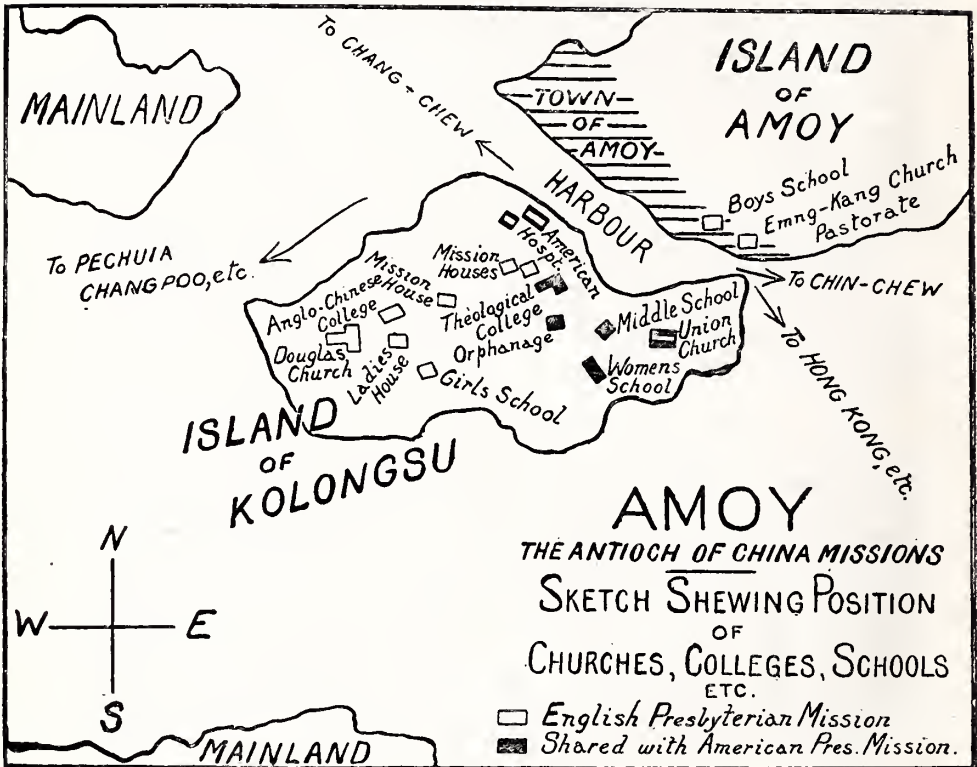 To CHANG-CHEW
MAINLAND
ISLAND
OF
AMOY
TOWN
OF
AMOY
HARBOUR
Boys School
Emng-Kang Church
Pastorate
To PECHUIA
CHANGPOO, etc.
To CHIN-CHEW
To HONG KONG, etc.
American
Hospt.
Mission
Houses
Mission
House
Anglo-Chinese
College
Douglas
Church
Ladies
House
Theological
College
Orphanage
Girls School
Middle School
Union
Church
Womens
School
ISLAND
OF
KOLONGSU
N
W E
S
MAINLAND
AMOY
THE ANTIOCH OF CHINA MISSIONS
SKETCH SHEWING POSITION
OF
CHURCHES, COLLEGES, SCHOOLS
ETC.
English Presbyterian Mission
Shared with American Pres. Mission.